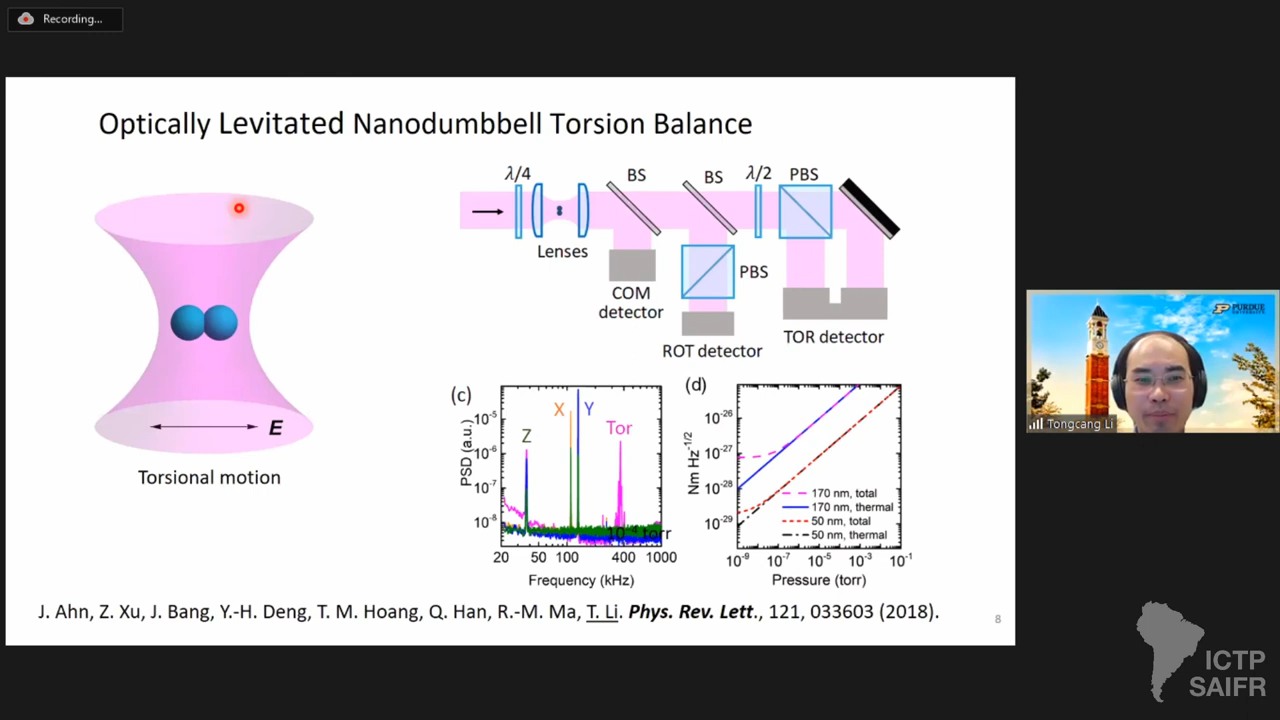 Recording...
Optically Levitated Nanodumbbell Torsion Balance
λ/4
BS
BS
λ/2
PBS
Lenses
COM
detector
PBS
ROT detector
TOR detector
E
Torsional motion
(c)
PSD (a.u.)
10⁻⁵
10⁻⁶
10⁻⁷
10⁻⁸
Z
X
Y
Tor
10⁻⁴ torr
20 50 100 400 1000
Frequency (kHz)
(d)
Nm Hz⁻¹/²
10⁻²⁶
10⁻²⁷
10⁻²⁸
10⁻²⁹
170 nm, total
170 nm, thermal
50 nm, total
50 nm, thermal
10⁻⁹ 10⁻⁷ 10⁻⁵ 10⁻³ 10⁻¹
Pressure (torr)
J. Ahn, Z. Xu, J. Bang, Y.-H. Deng, T. M. Hoang, Q. Han, R.-M. Ma, T. Li. Phys. Rev. Lett., 121, 033603 (2018).
8
P PURDUE
UNIVERSITY
Tongcang Li
ICTP
SAIFR